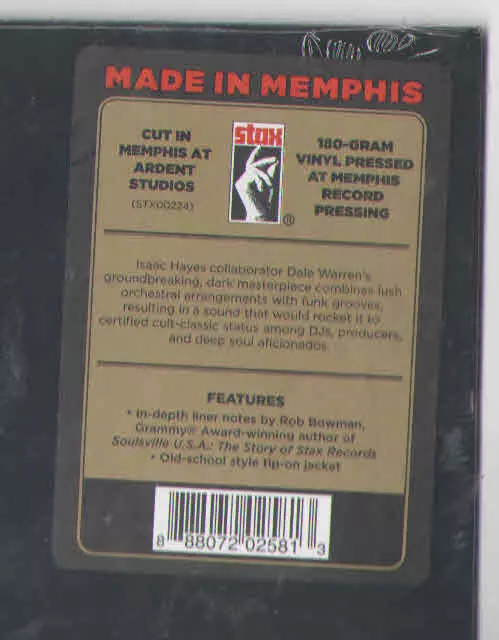 MADE IN MEMPHIS
CUT IN
MEMPHIS AT
ARDENT
STUDIOS
(STX00224)
stax
®
180-GRAM
VINYL PRESSED
AT MEMPHIS
RECORD
PRESSING
Isaac Hayes collaborator Dale Warren's
groundbreaking, dark masterpiece combines lush
orchestral arrangements with funk grooves,
resulting in a sound that would rocket it to
certified cult-classic status among DJs, producers,
and deep soul aficionados.
FEATURES
• In-depth liner notes by Rob Bowman,
Grammy® Award-winning author of
Soulsville U.S.A.: The Story of Stax Records
• Old-school style tip-on jacket
8 88072 02581 3